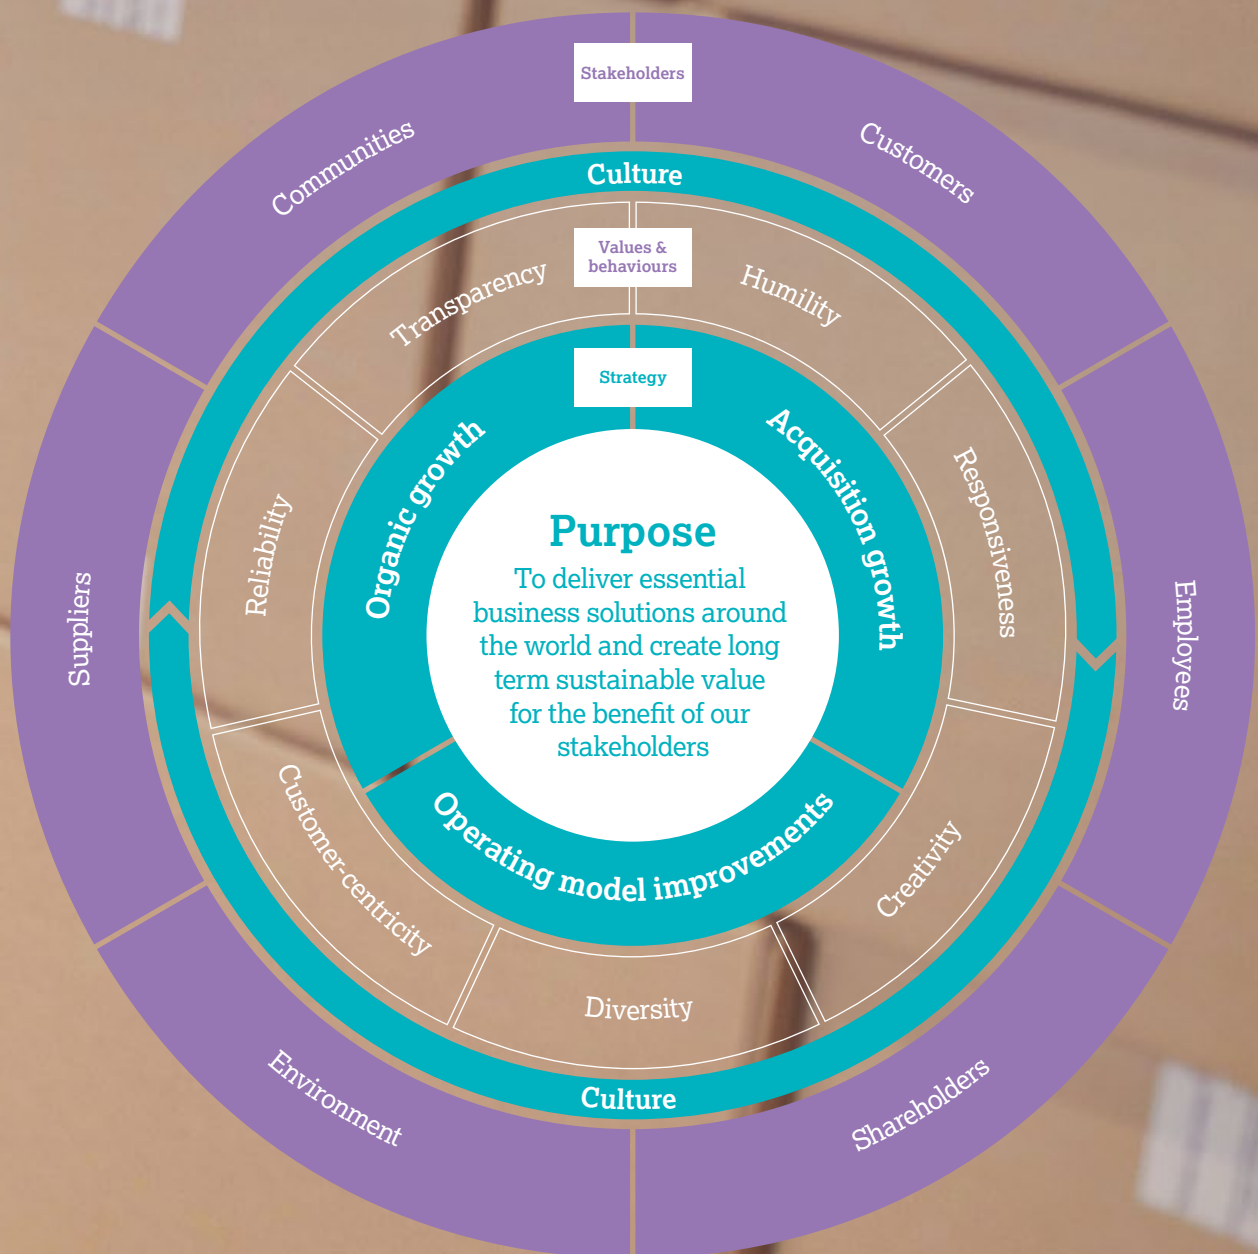 Stakeholders
Communities
Customers
Culture
Values &
behaviours
Transparency
Humility
Strategy
Organic growth
Acquisition growth
Reliability
Responsiveness
Suppliers
Employees
Purpose
To deliver essential
business solutions around
the world and create long
term sustainable value
for the benefit of our
stakeholders
Operating model improvements
Customer-centricity
Creativity
Diversity
Environment
Shareholders
Culture